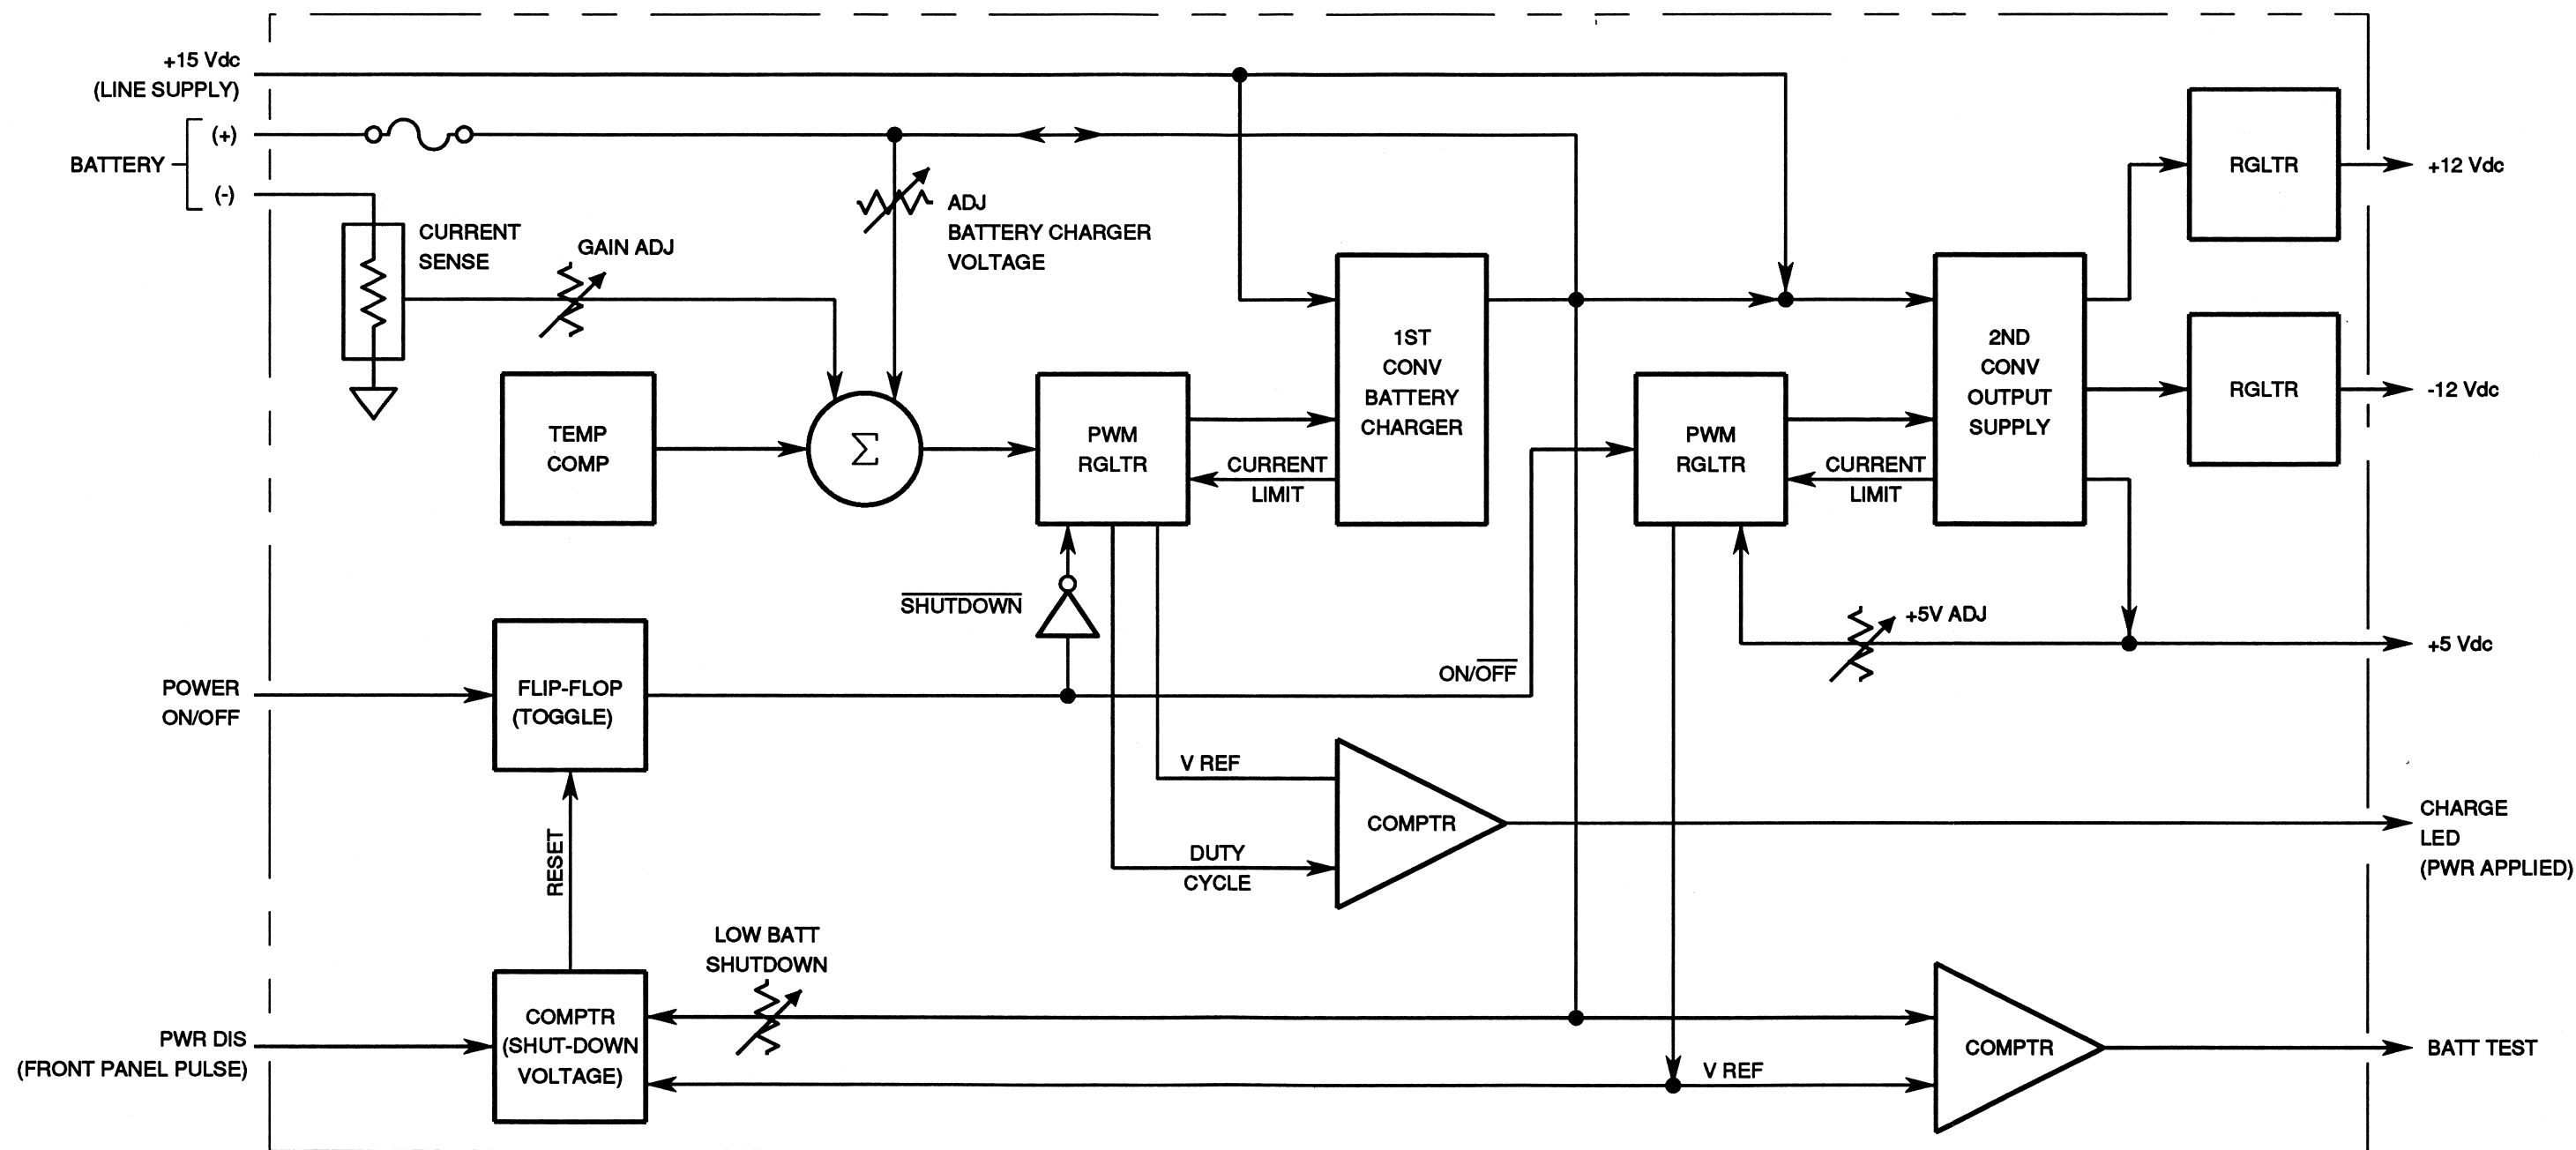 +15 Vdc
(LINE SUPPLY)
BATTERY
(+)
(-)
CURRENT
SENSE
GAIN ADJ
ADJ
BATTERY CHARGER
VOLTAGE
TEMP
COMP
Σ
PWM
RGLTR
CURRENT
LIMIT
1ST
CONV
BATTERY
CHARGER
PWM
RGLTR
CURRENT
LIMIT
2ND
CONV
OUTPUT
SUPPLY
RGLTR
+12 Vdc
RGLTR
-12 Vdc
SHUTDOWN
+5V ADJ
+5 Vdc
POWER
ON/OFF
FLIP-FLOP
(TOGGLE)
ON/OFF
V REF
DUTY
CYCLE
COMPTR
CHARGE
LED
(PWR APPLIED)
RESET
LOW BATT
SHUTDOWN
PWR DIS
(FRONT PANEL PULSE)
COMPTR
(SHUT-DOWN
VOLTAGE)
V REF
COMPTR
BATT TEST